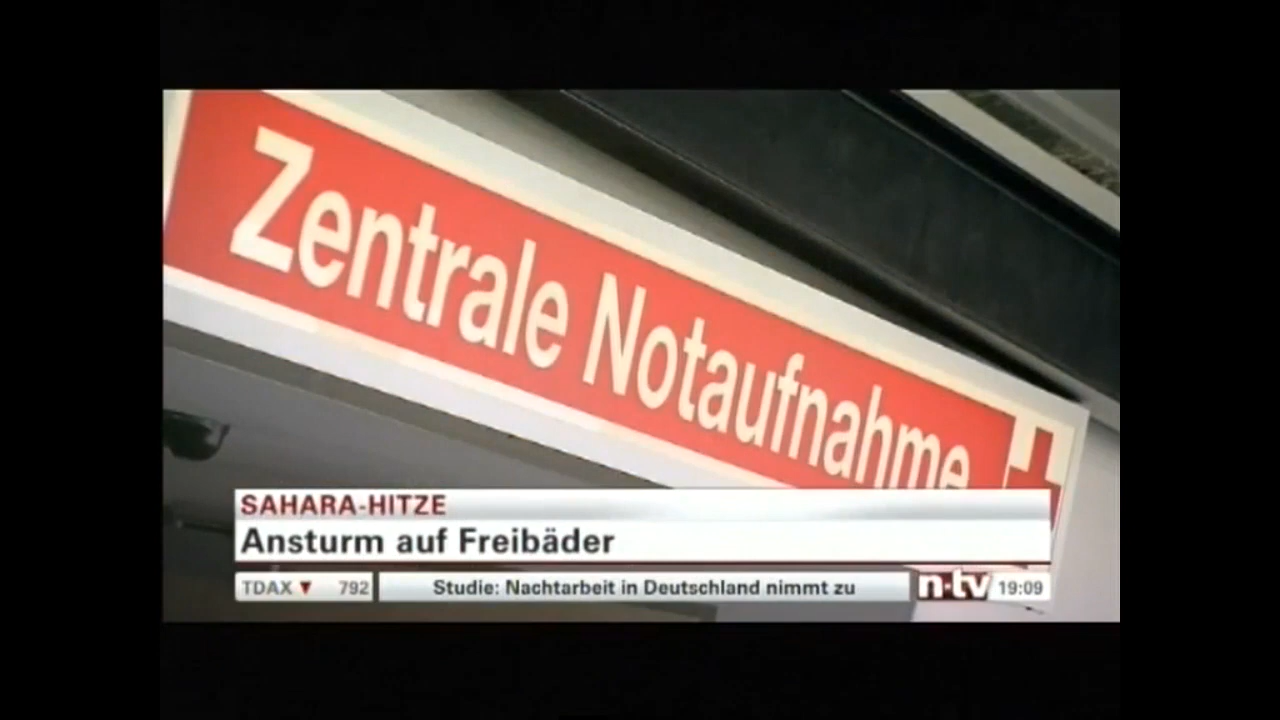 Zentrale Notaufnahme
SAHARA-HITZE
Ansturm auf Freibäder
TDAX ▼ 792
Studie: Nachtarbeit in Deutschland nimmt zu
n-tv 19:09